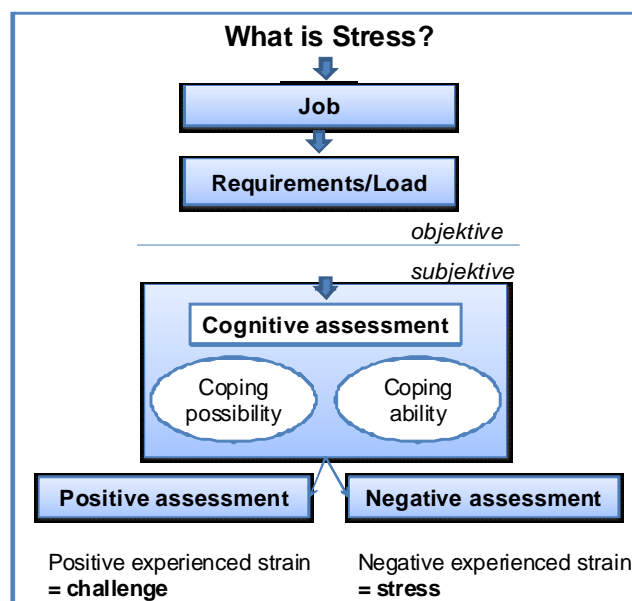 What is Stress?
Job
Requirements/Load
objektive
subjektive
Cognitive assessment
Coping
possibility
Coping
ability
Positive assessment
Negative assessment
Positive experienced strain
= challenge
Negative experienced strain
= stress